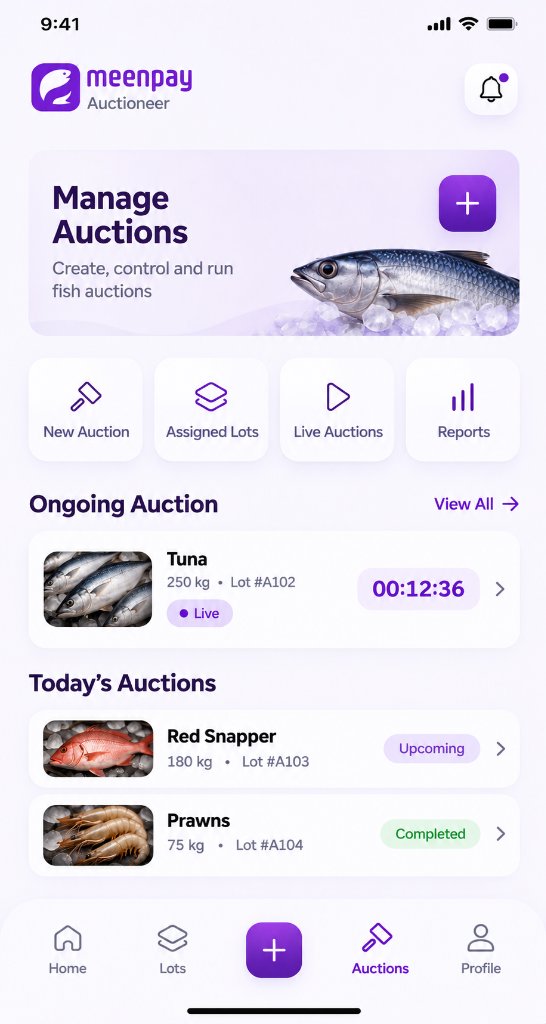 9:41
meenpay
Auctioneer
Manage
Auctions
Create, control and run
fish auctions
New Auction
Assigned Lots
Live Auctions
Reports
Ongoing Auction
View All
Tuna
250 kg • Lot #A102
Live
00:12:36
Today’s Auctions
Red Snapper
180 kg • Lot #A103
Upcoming
Prawns
75 kg • Lot #A104
Completed
Home
Lots
Auctions
Profile